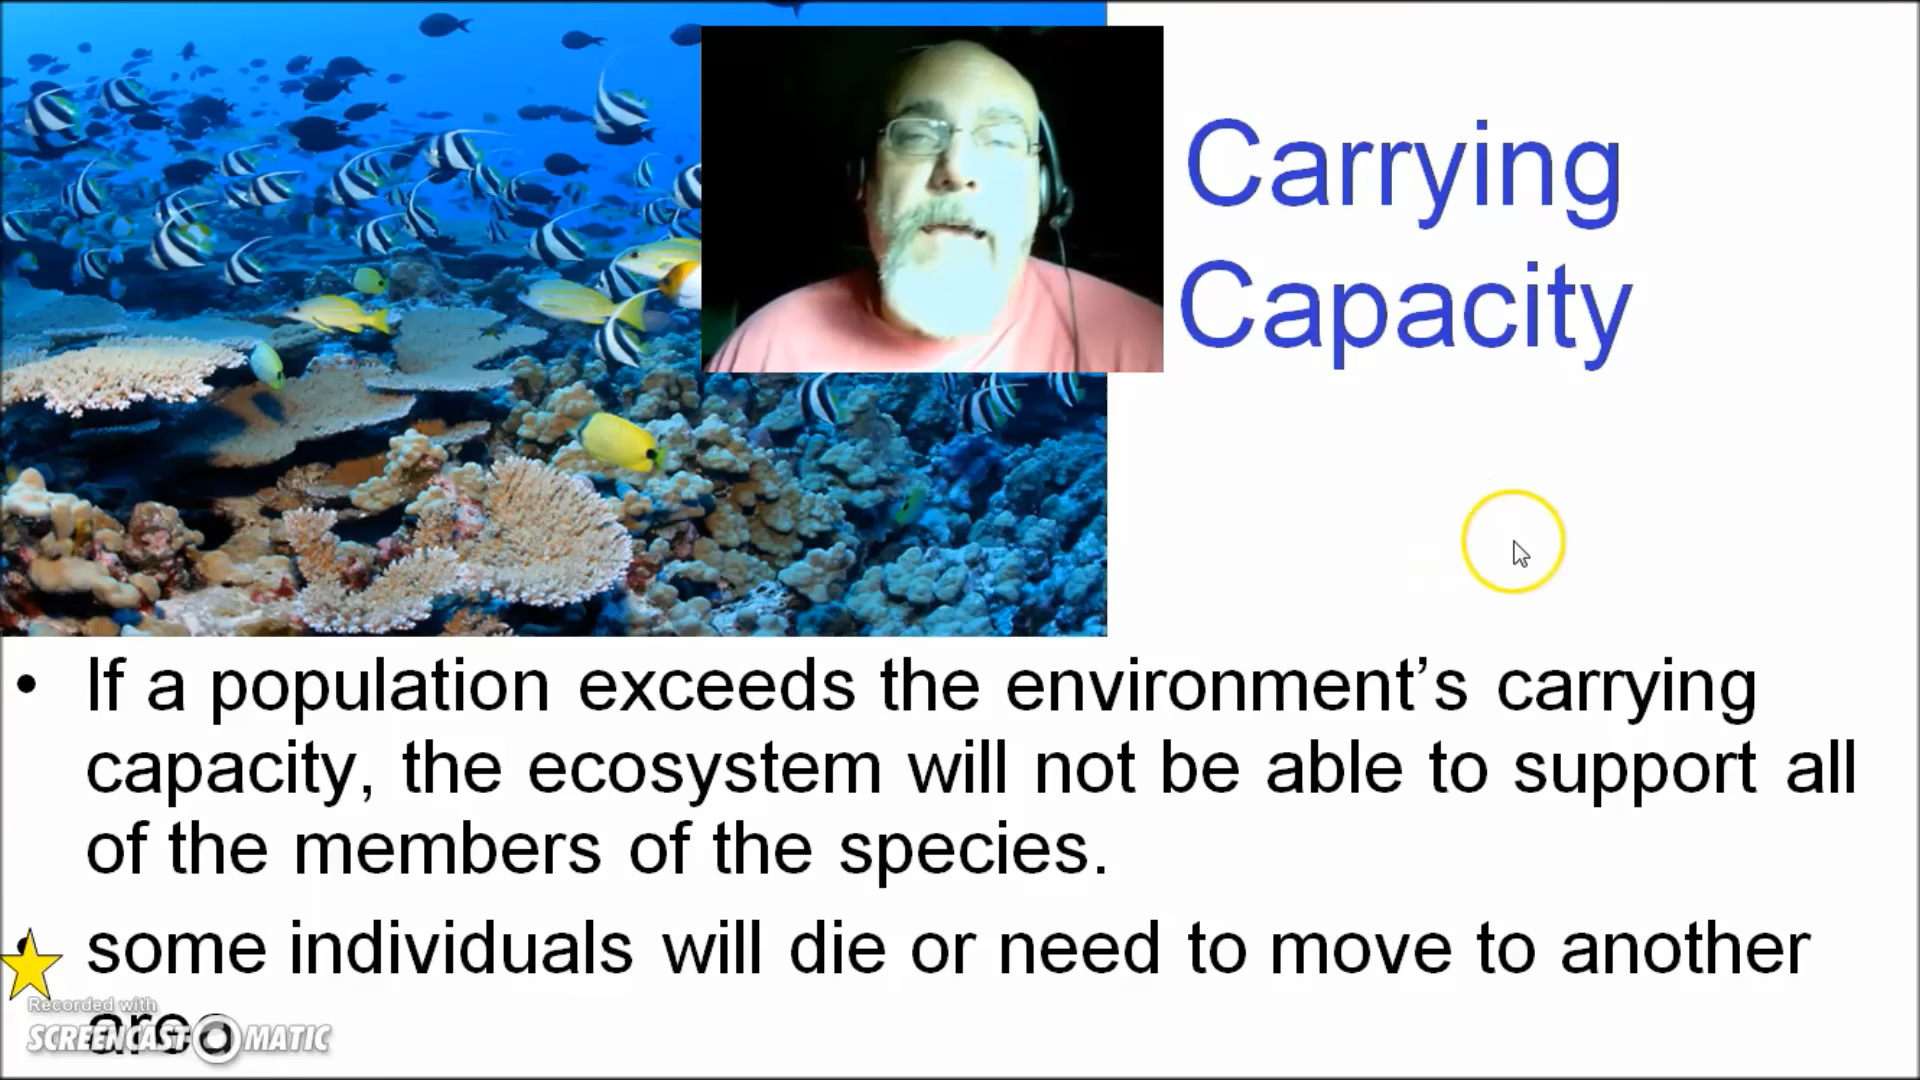 Carrying
Capacity
• If a population exceeds the environment’s carrying
capacity, the ecosystem will not be able to support all
of the members of the species.
• some individuals will die or need to move to another
area
Recorded with
SCREENCAST MATIC